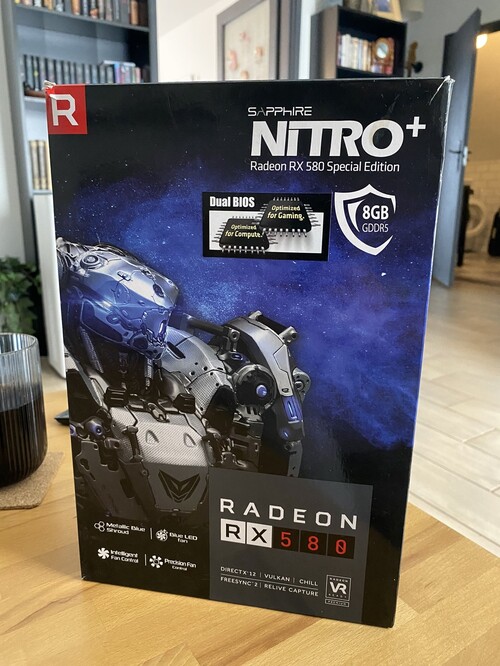 R
SAPPHIRE
NITRO+
Radeon RX 580 Special Edition
Dual BIOS
Optimized
for Gaming.
Optimized
for Compute.
8GB
GDDR5
RADEON
RX 580
Metallic Blue
Shroud
Blue LED
Fan
Intelligent
Fan Control
Precision Fan
Control
DIRECTX® 12 | VULKAN | CHILL
FREESYNC™ 2 | RELIVE CAPTURE
RADEON
VR
READY
PREMIUM